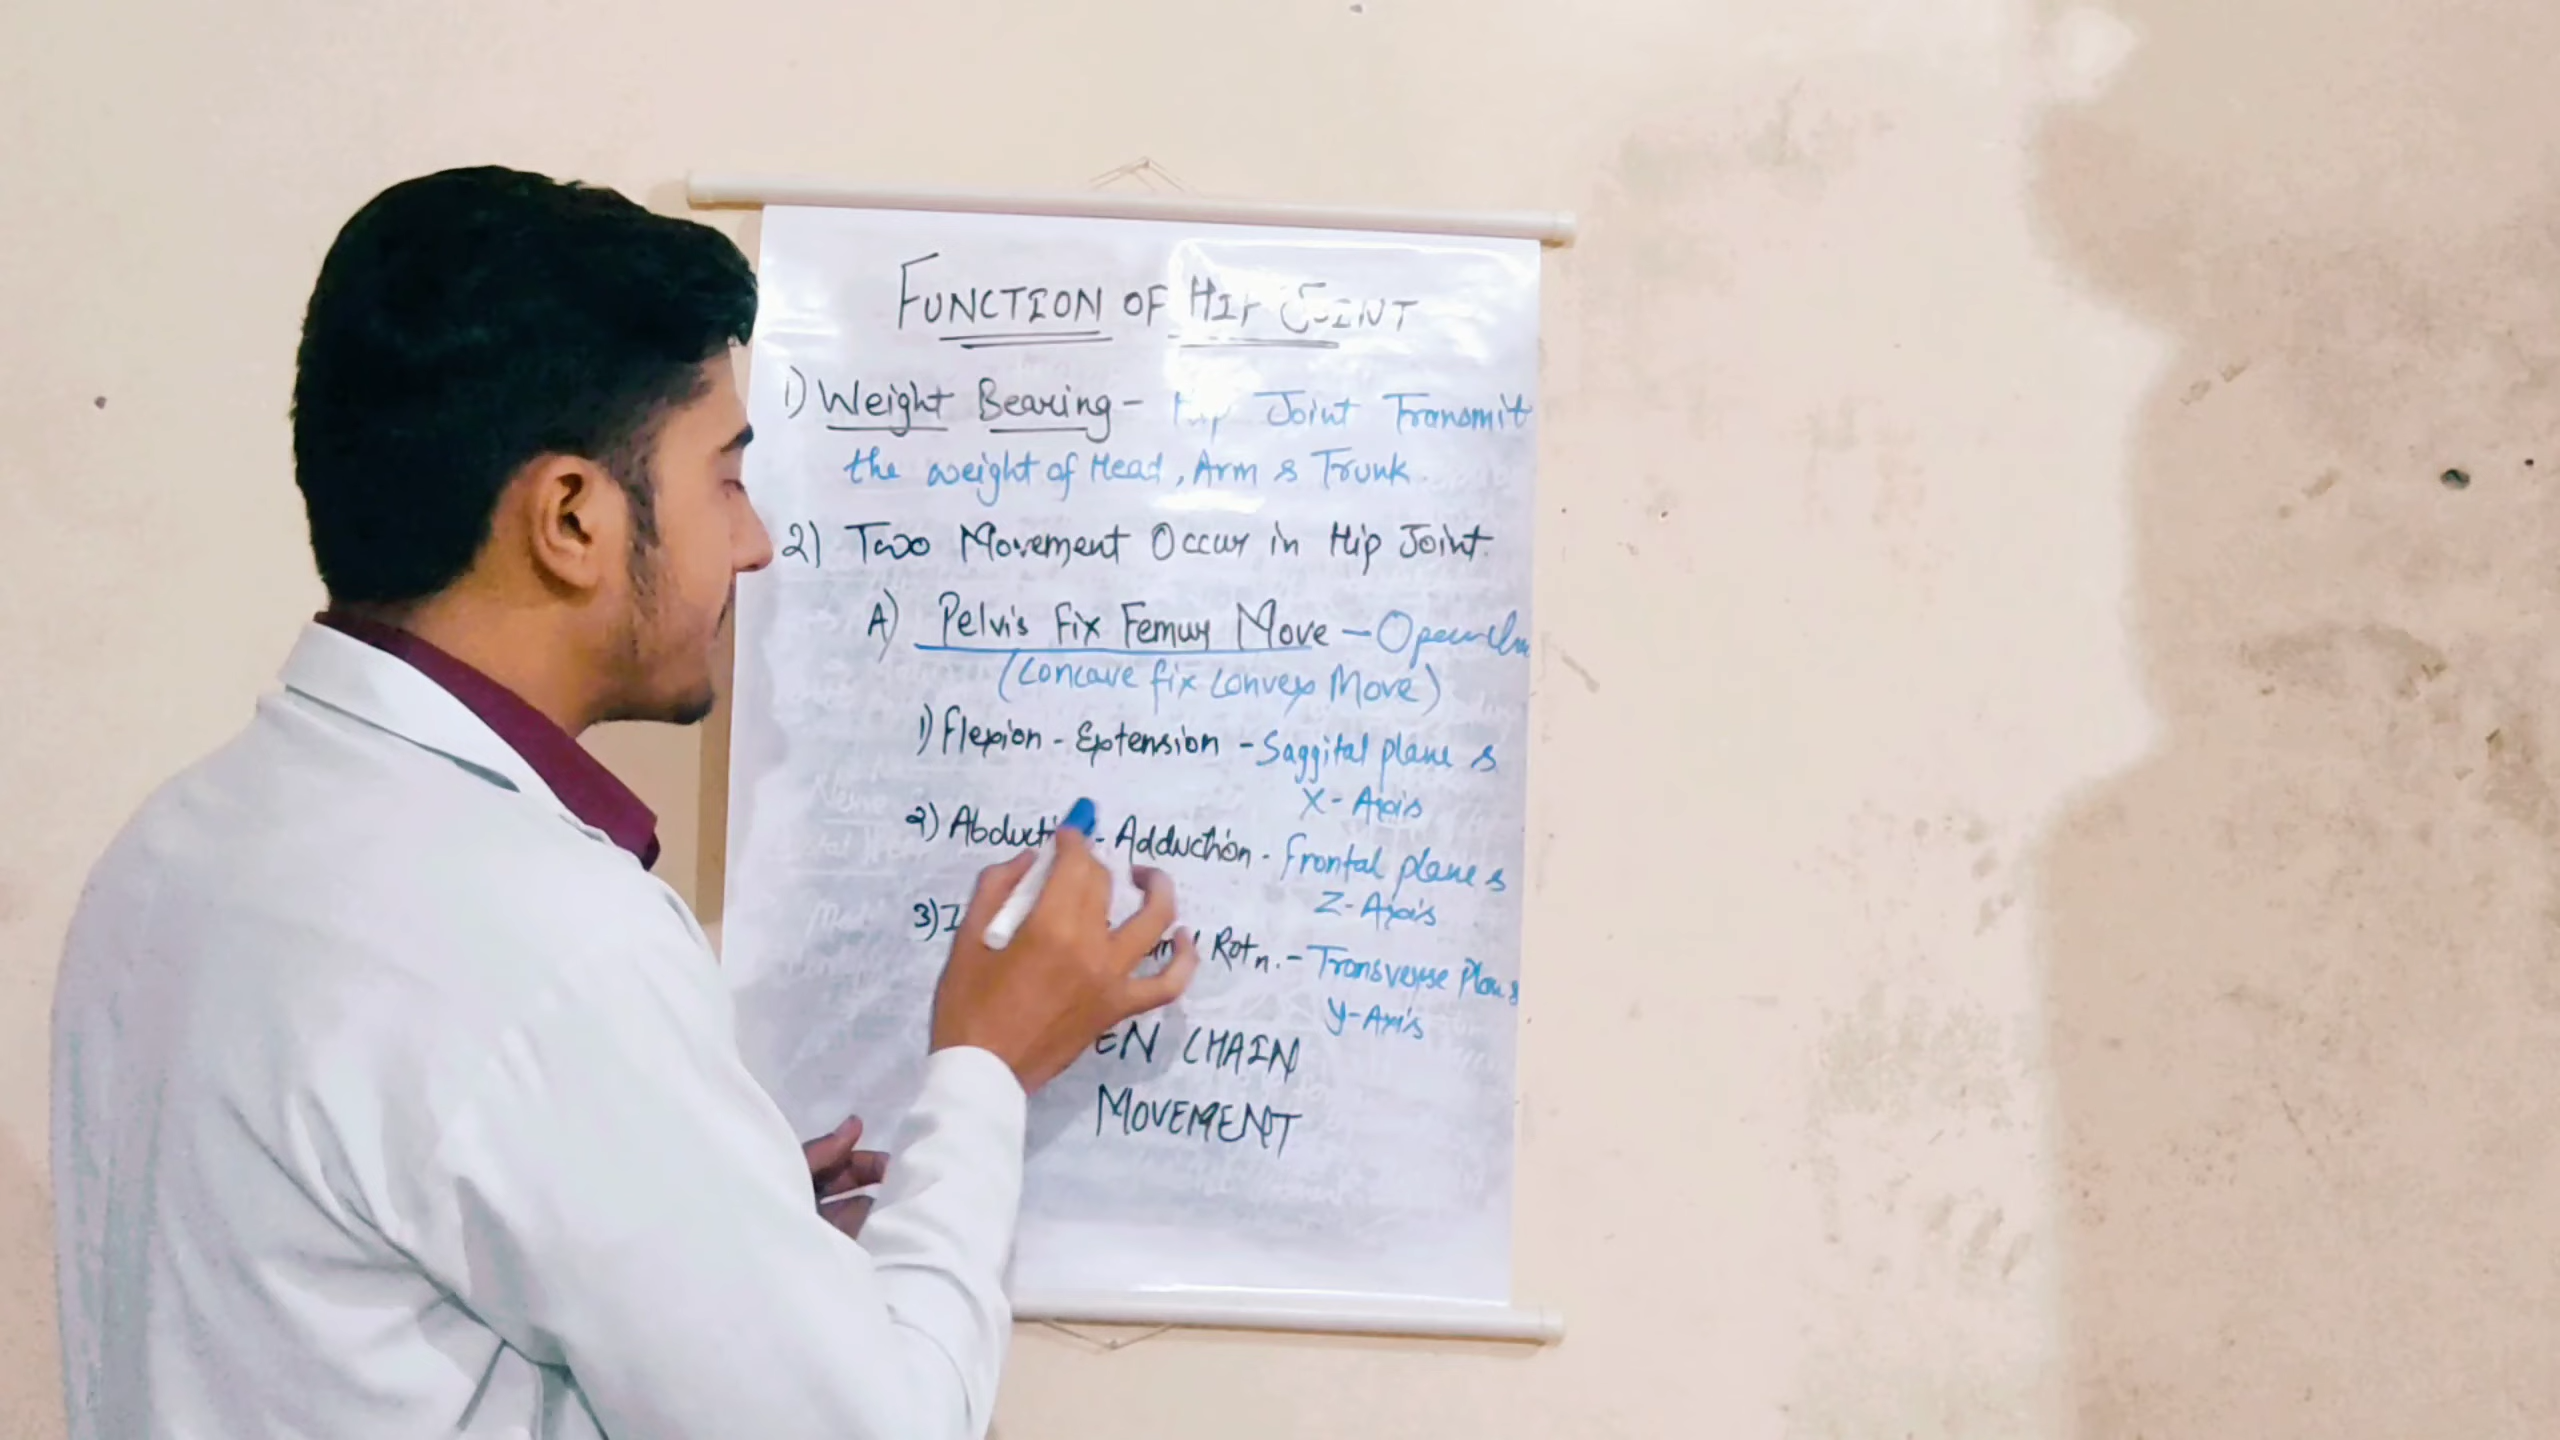 FUNCTION OF HIP JOINT
1) Weight Bearing - Hip Joint Transmit
the weight of Head, Arm & Trunk.
2) Two Movement Occur in Hip Joint.
A) Pelvis Fix Femur Move -
(Concave fix Convex Move)
1) Flexion - Extension - Saggital plane &
X - Axis
2) Abducti - Adduction - frontal plane &
Z - Axis
3) Rotn. - Transverse Plane &
Y - Axis
EN CHAIN
MOVEMENT